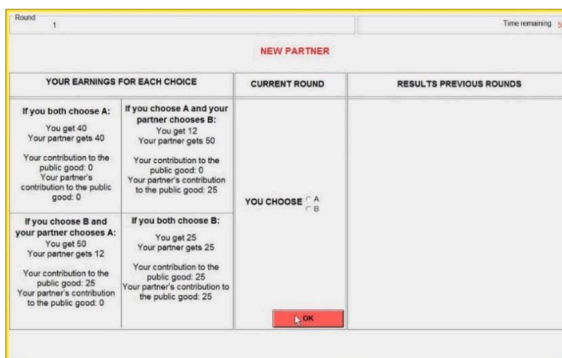 Round
1
Time remaining 5
NEW PARTNER
YOUR EARNINGS FOR EACH CHOICE
CURRENT ROUND
RESULTS PREVIOUS ROUNDS
If you both choose A:
You get 40
Your partner gets 40
Your contribution to the
public good: 0
Your partner's
contribution to the public
good: 0
If you choose A and your
partner chooses B:
You get 12
Your partner gets 50
Your contribution to the
public good: 0
Your partner's contribution
to the public good: 25
If you choose B and
your partner chooses A:
You get 50
Your partner gets 12
Your contribution to the
public good: 25
Your partner's contribution
to the public good: 0
If you both choose B:
You get 25
Your partner gets 25
Your contribution to the
public good: 25
Your partner's contribution to
the public good: 25
YOU CHOOSE A
B
OK